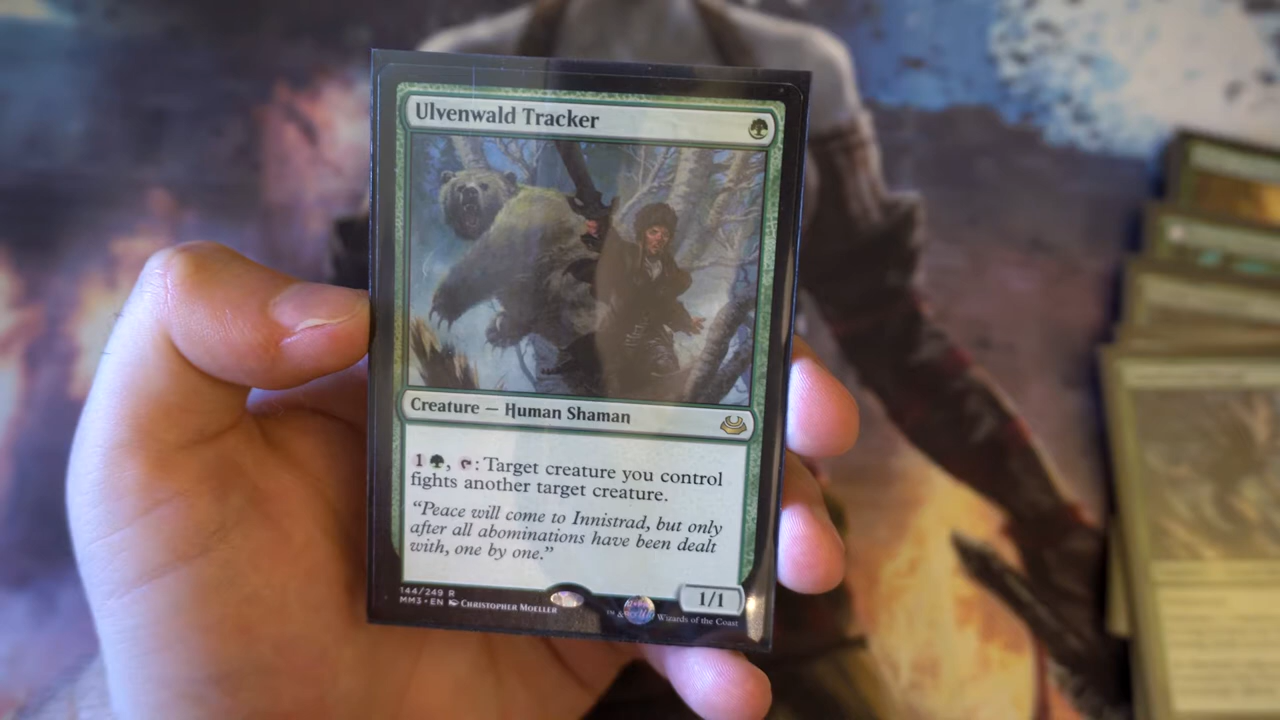 Ulvenwald Tracker
Creature — Human Shaman
1 , : Target creature you control
fights another target creature.
“Peace will come to Innistrad, but only
after all abominations have been dealt
with, one by one.”
144/249 R
MM3 • EN Christopher Moeller
1/1
™ & Wizards of the Coast